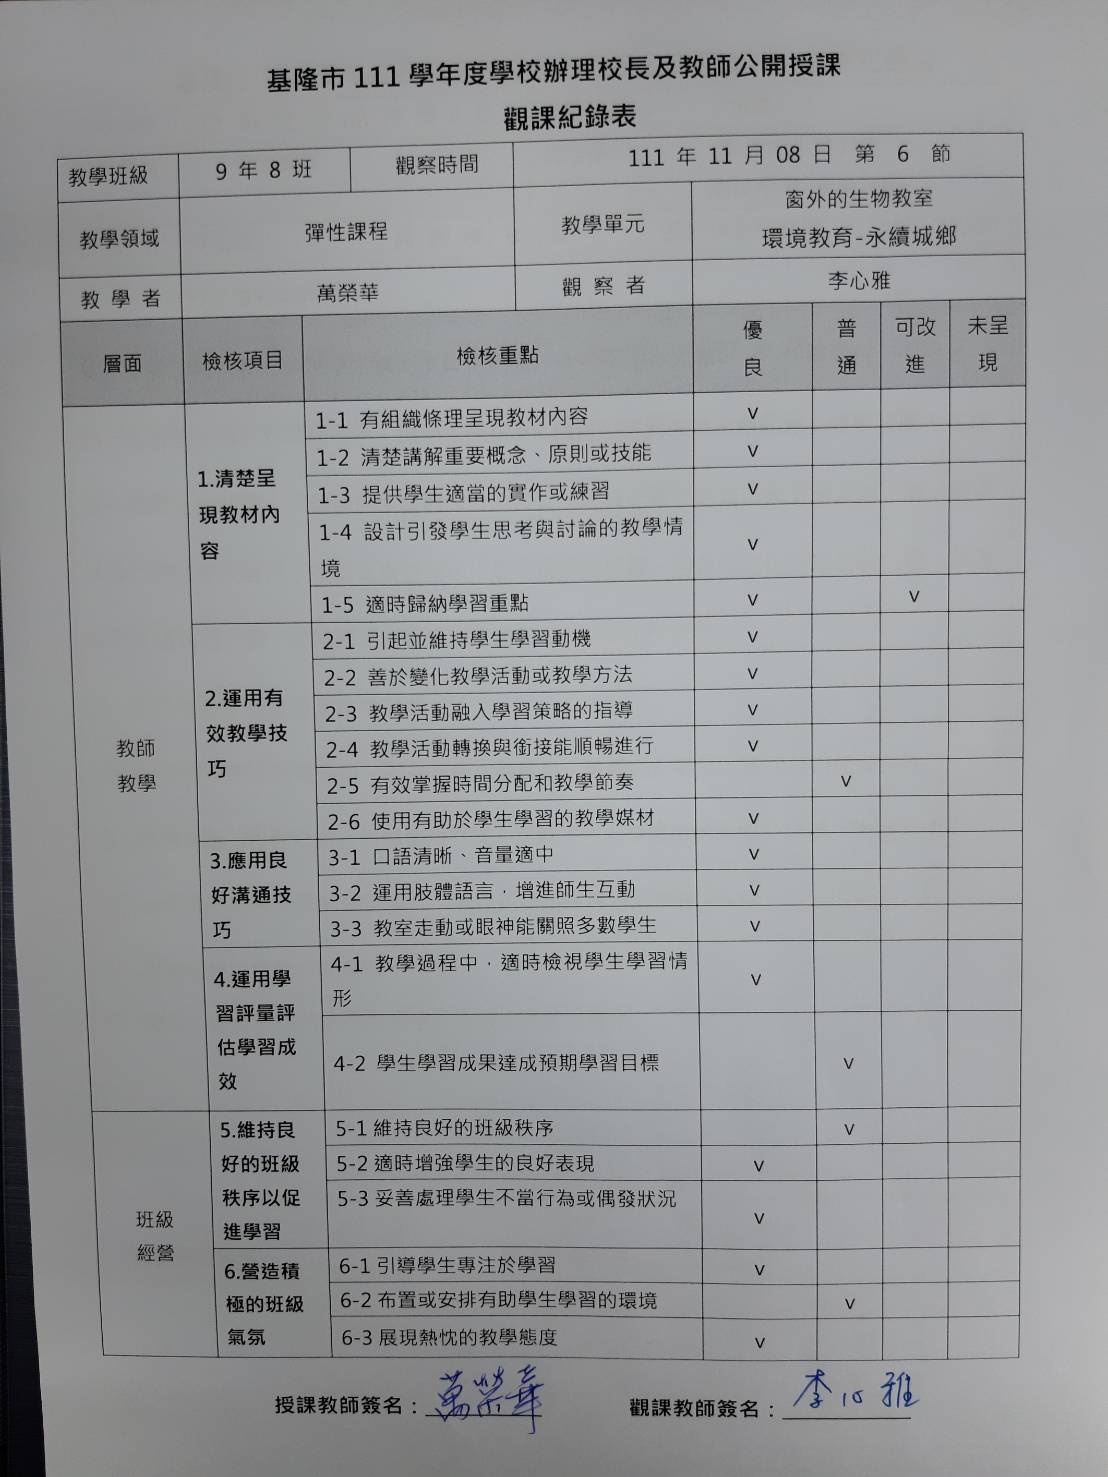 基隆市 111 學年度學校辦理校長及教師公開授課
觀課紀錄表
教學班級 9 年 8 班 觀察時間 111 年 11 月 08 日 第 6 節
教學領域 彈性課程 教學單元 窗外的生物教室
環境教育-永續城鄉
教 學 者 萬榮華 觀 察 者 李心雅
層面 檢核項目 檢核重點 優良 普通 可改進 未呈現
教師
教學
1.清楚呈
現教材內
容
1-1 有組織條理呈現教材內容 v
1-2 清楚講解重要概念、原則或技能 v
1-3 提供學生適當的實作或練習 v
1-4 設計引發學生思考與討論的教學情
境 v
1-5 適時歸納學習重點 v v
2.運用有
效教學技
巧
2-1 引起並維持學生學習動機 v
2-2 善於變化教學活動或教學方法 v
2-3 教學活動融入學習策略的指導 v
2-4 教學活動轉換與銜接能順暢進行 v
2-5 有效掌握時間分配和教學節奏 v
2-6 使用有助於學生學習的教學媒材 v
3.應用良
好溝通技
巧
3-1 口語清晰、音量適中 v
3-2 運用肢體語言，增進師生互動 v
3-3 教室走動或眼神能關照多數學生 v
4.運用學
習評量評
估學習成
效
4-1 教學過程中，適時檢視學生學習情
形 v
4-2 學生學習成果達成預期學習目標 v
班級
經營
5.維持良
好的班級
秩序以促
進學習
5-1 維持良好的班級秩序 v
5-2 適時增強學生的良好表現 v
5-3 妥善處理學生不當行為或偶發狀況 v
6.營造積
極的班級
氣氛
6-1 引導學生專注於學習 v
6-2 布置或安排有助學生學習的環境 v
6-3 展現熱忱的教學態度 v
授課教師簽名：萬榮華 觀課教師簽名：李心雅